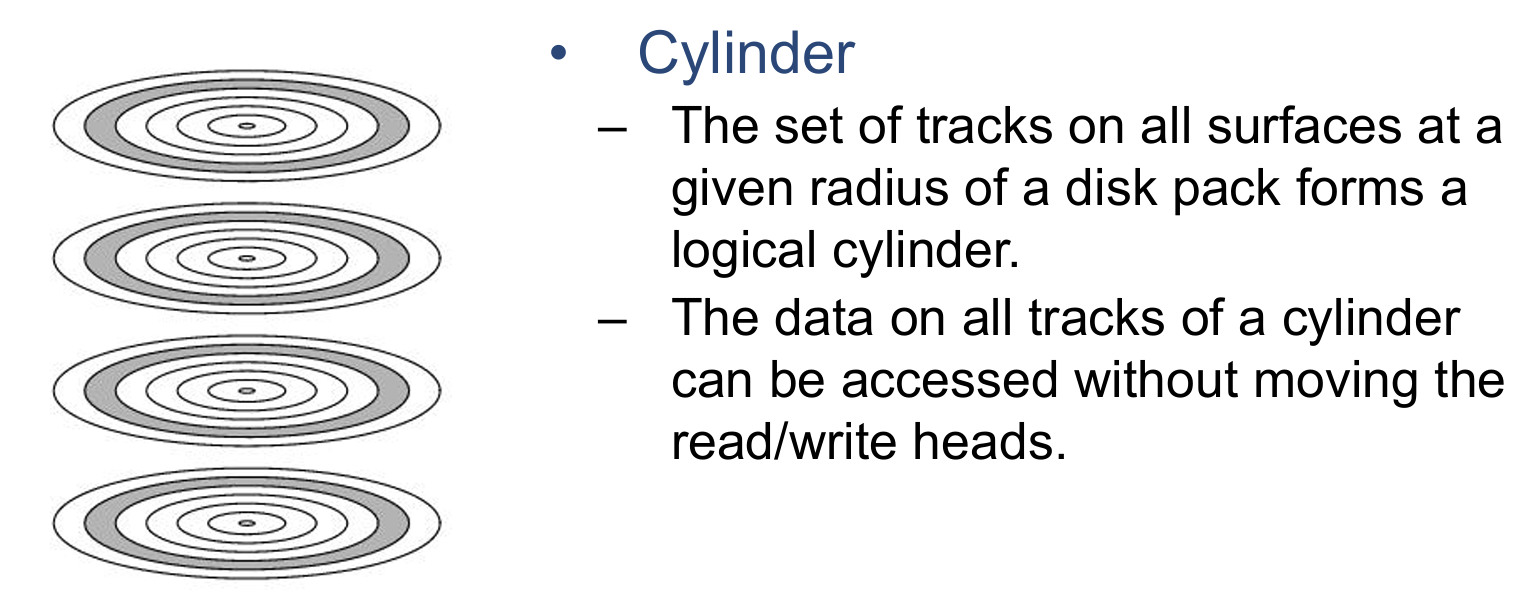 • Cylinder
– The set of tracks on all surfaces at a
given radius of a disk pack forms a
logical cylinder.
– The data on all tracks of a cylinder
can be accessed without moving the
read/write heads.